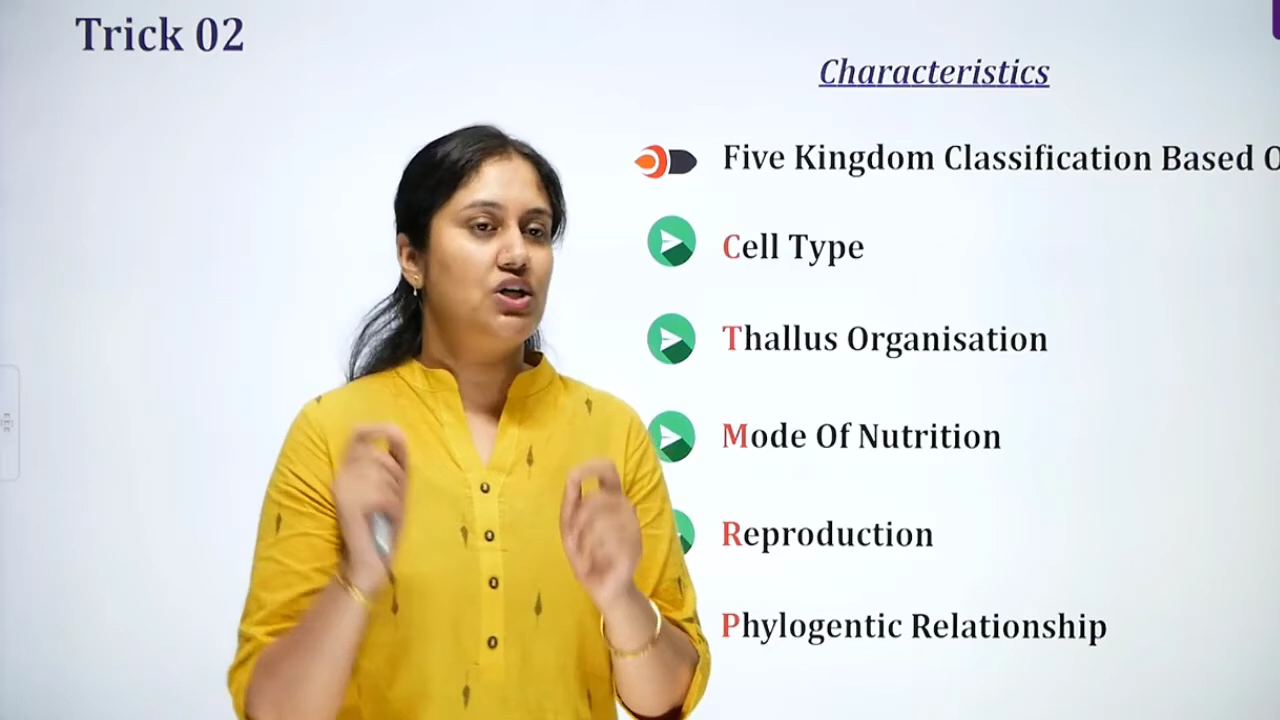 Trick 02
Characteristics
Five Kingdom Classification Based O
Cell Type
Thallus Organisation
Mode Of Nutrition
Reproduction
Phylogentic Relationship